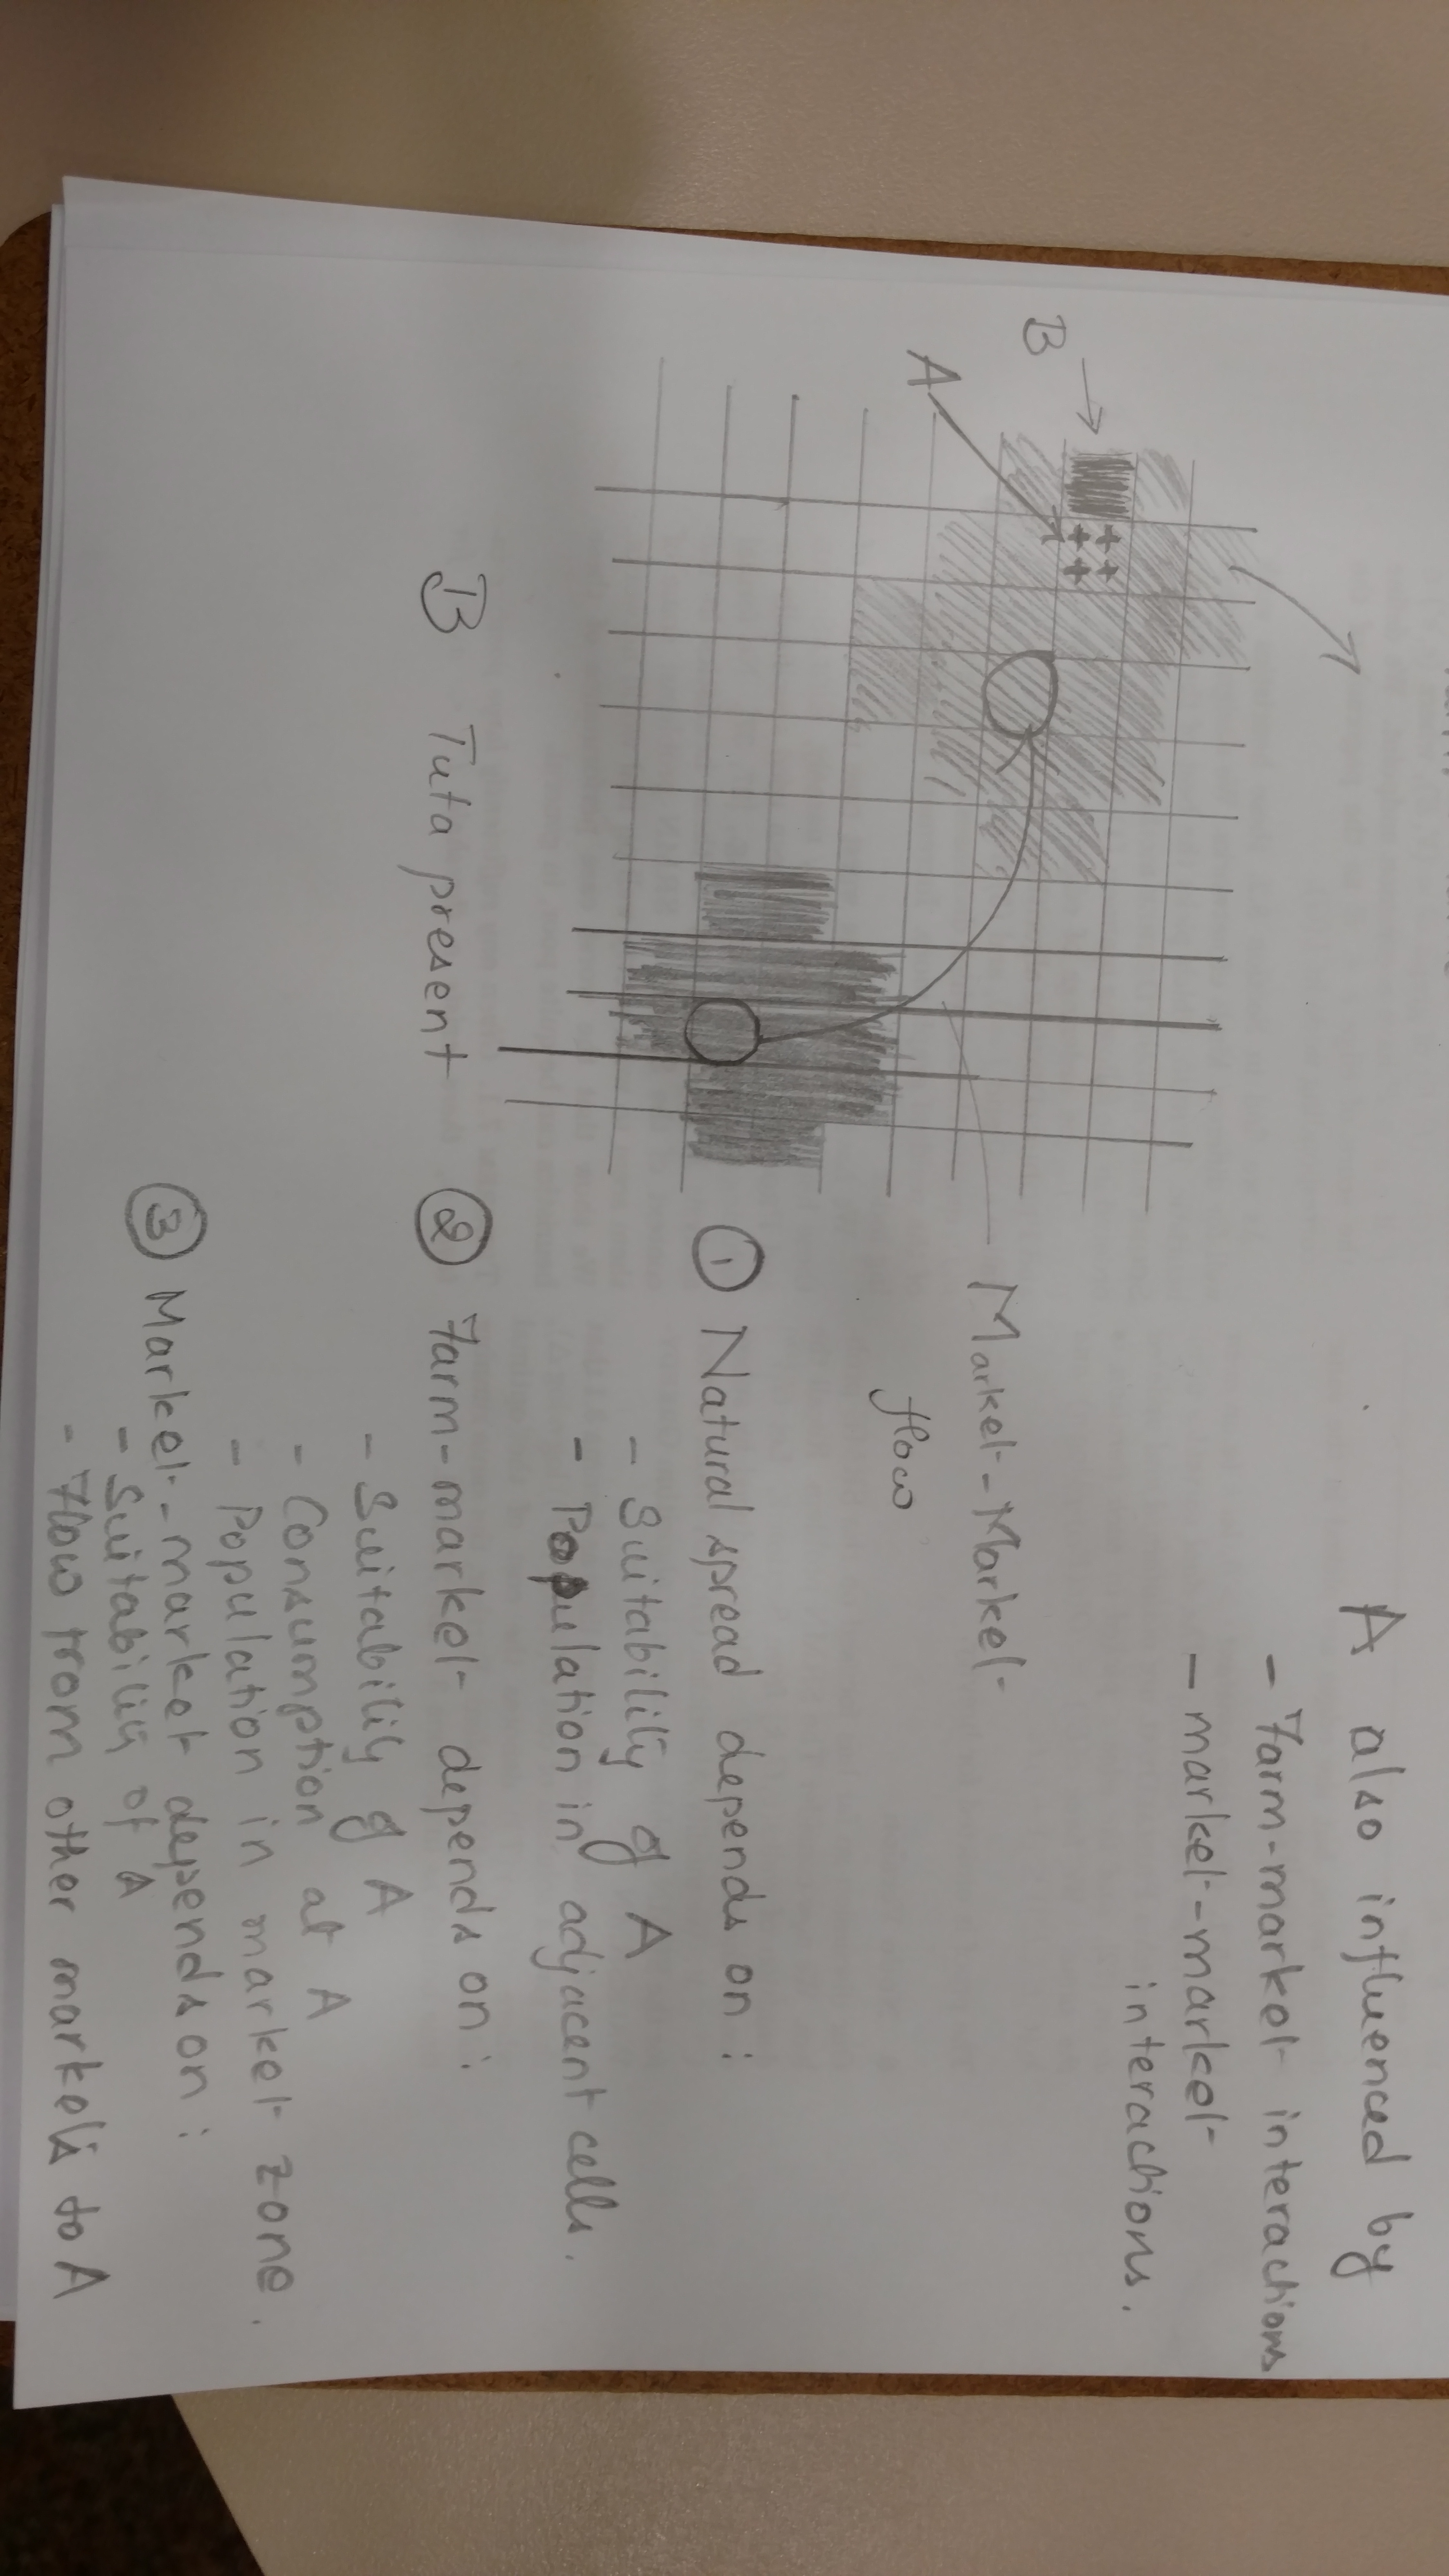 A also influenced by
- Farm-market interactions
- market-market
interactions.
B
A
Market-Market
flow
① Natural spread depends on :
- Suitability of A
- Population in adjacent cells.
B Tuta present
② Farm-market depends on :
- Suitability of A
- Consumption at A
- Population in market zone.
③ Market-market depends on :
- Suitability of A
- Flow from other markets to A